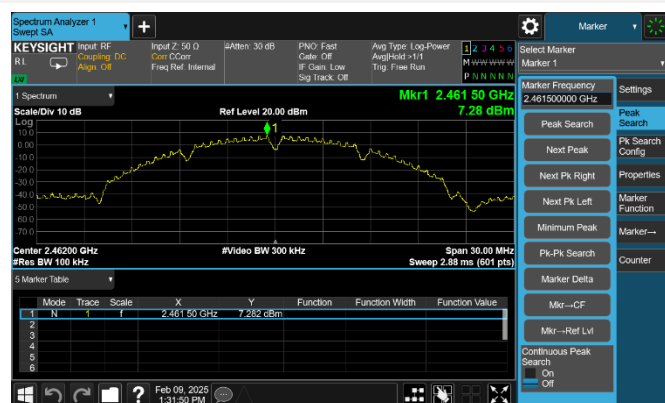 Spectrum Analyzer 1
Swept SA
Marker
KEYSIGHT
Input: RF
Input Z: 50 Ω
#Atten: 30 dB
PNO: Fast
Avg Type: Log-Power
1 2 3 4 5 6
Select Marker
R L
Coupling: DC
Corr CCorr
Gate: Off
Avg|Hold:>1/1
M W W W W W
Marker 1
Align: Off
Freq Ref: Internal
IF Gain: Low
Trig: Free Run
LXI
Sig Track: Off
P N N N N N
1 Spectrum
Mkr1 2.461 50 GHz
Marker Frequency
Settings
2.461500000 GHz
Scale/Div 10 dB
Ref Level 20.00 dBm
7.28 dBm
Peak Search
Peak
Search
Log
1
10.0
0.00
-10.0
-20.0
-30.0
-40.0
-50.0
-60.0
-70.0
Next Peak
Pk Search
Config
Next Pk Right
Properties
Next Pk Left
Marker
Function
Minimum Peak
Marker→
Center 2.46200 GHz
#Video BW 300 kHz
Span 30.00 MHz
#Res BW 100 kHz
Sweep 2.88 ms (601 pts)
Pk-Pk Search
Counter
5 Marker Table
Marker Delta
Mode Trace Scale X Y Function Function Width Function Value
1 N 1 f 2.461 50 GHz 7.282 dBm
2
3
4
5
6
Mkr→CF
Mkr→Ref Lvl
Continuous Peak
Search
On
Off
?
Feb 09, 2025
1:31:50 PM